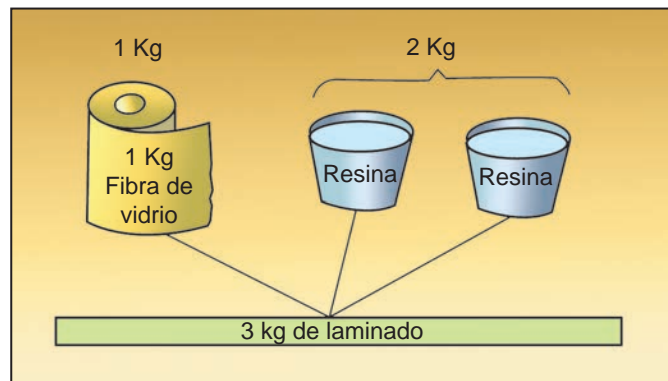 1 Kg
2 Kg
1 Kg
Fibra de
vidrio
Resina
Resina
3 kg de laminado